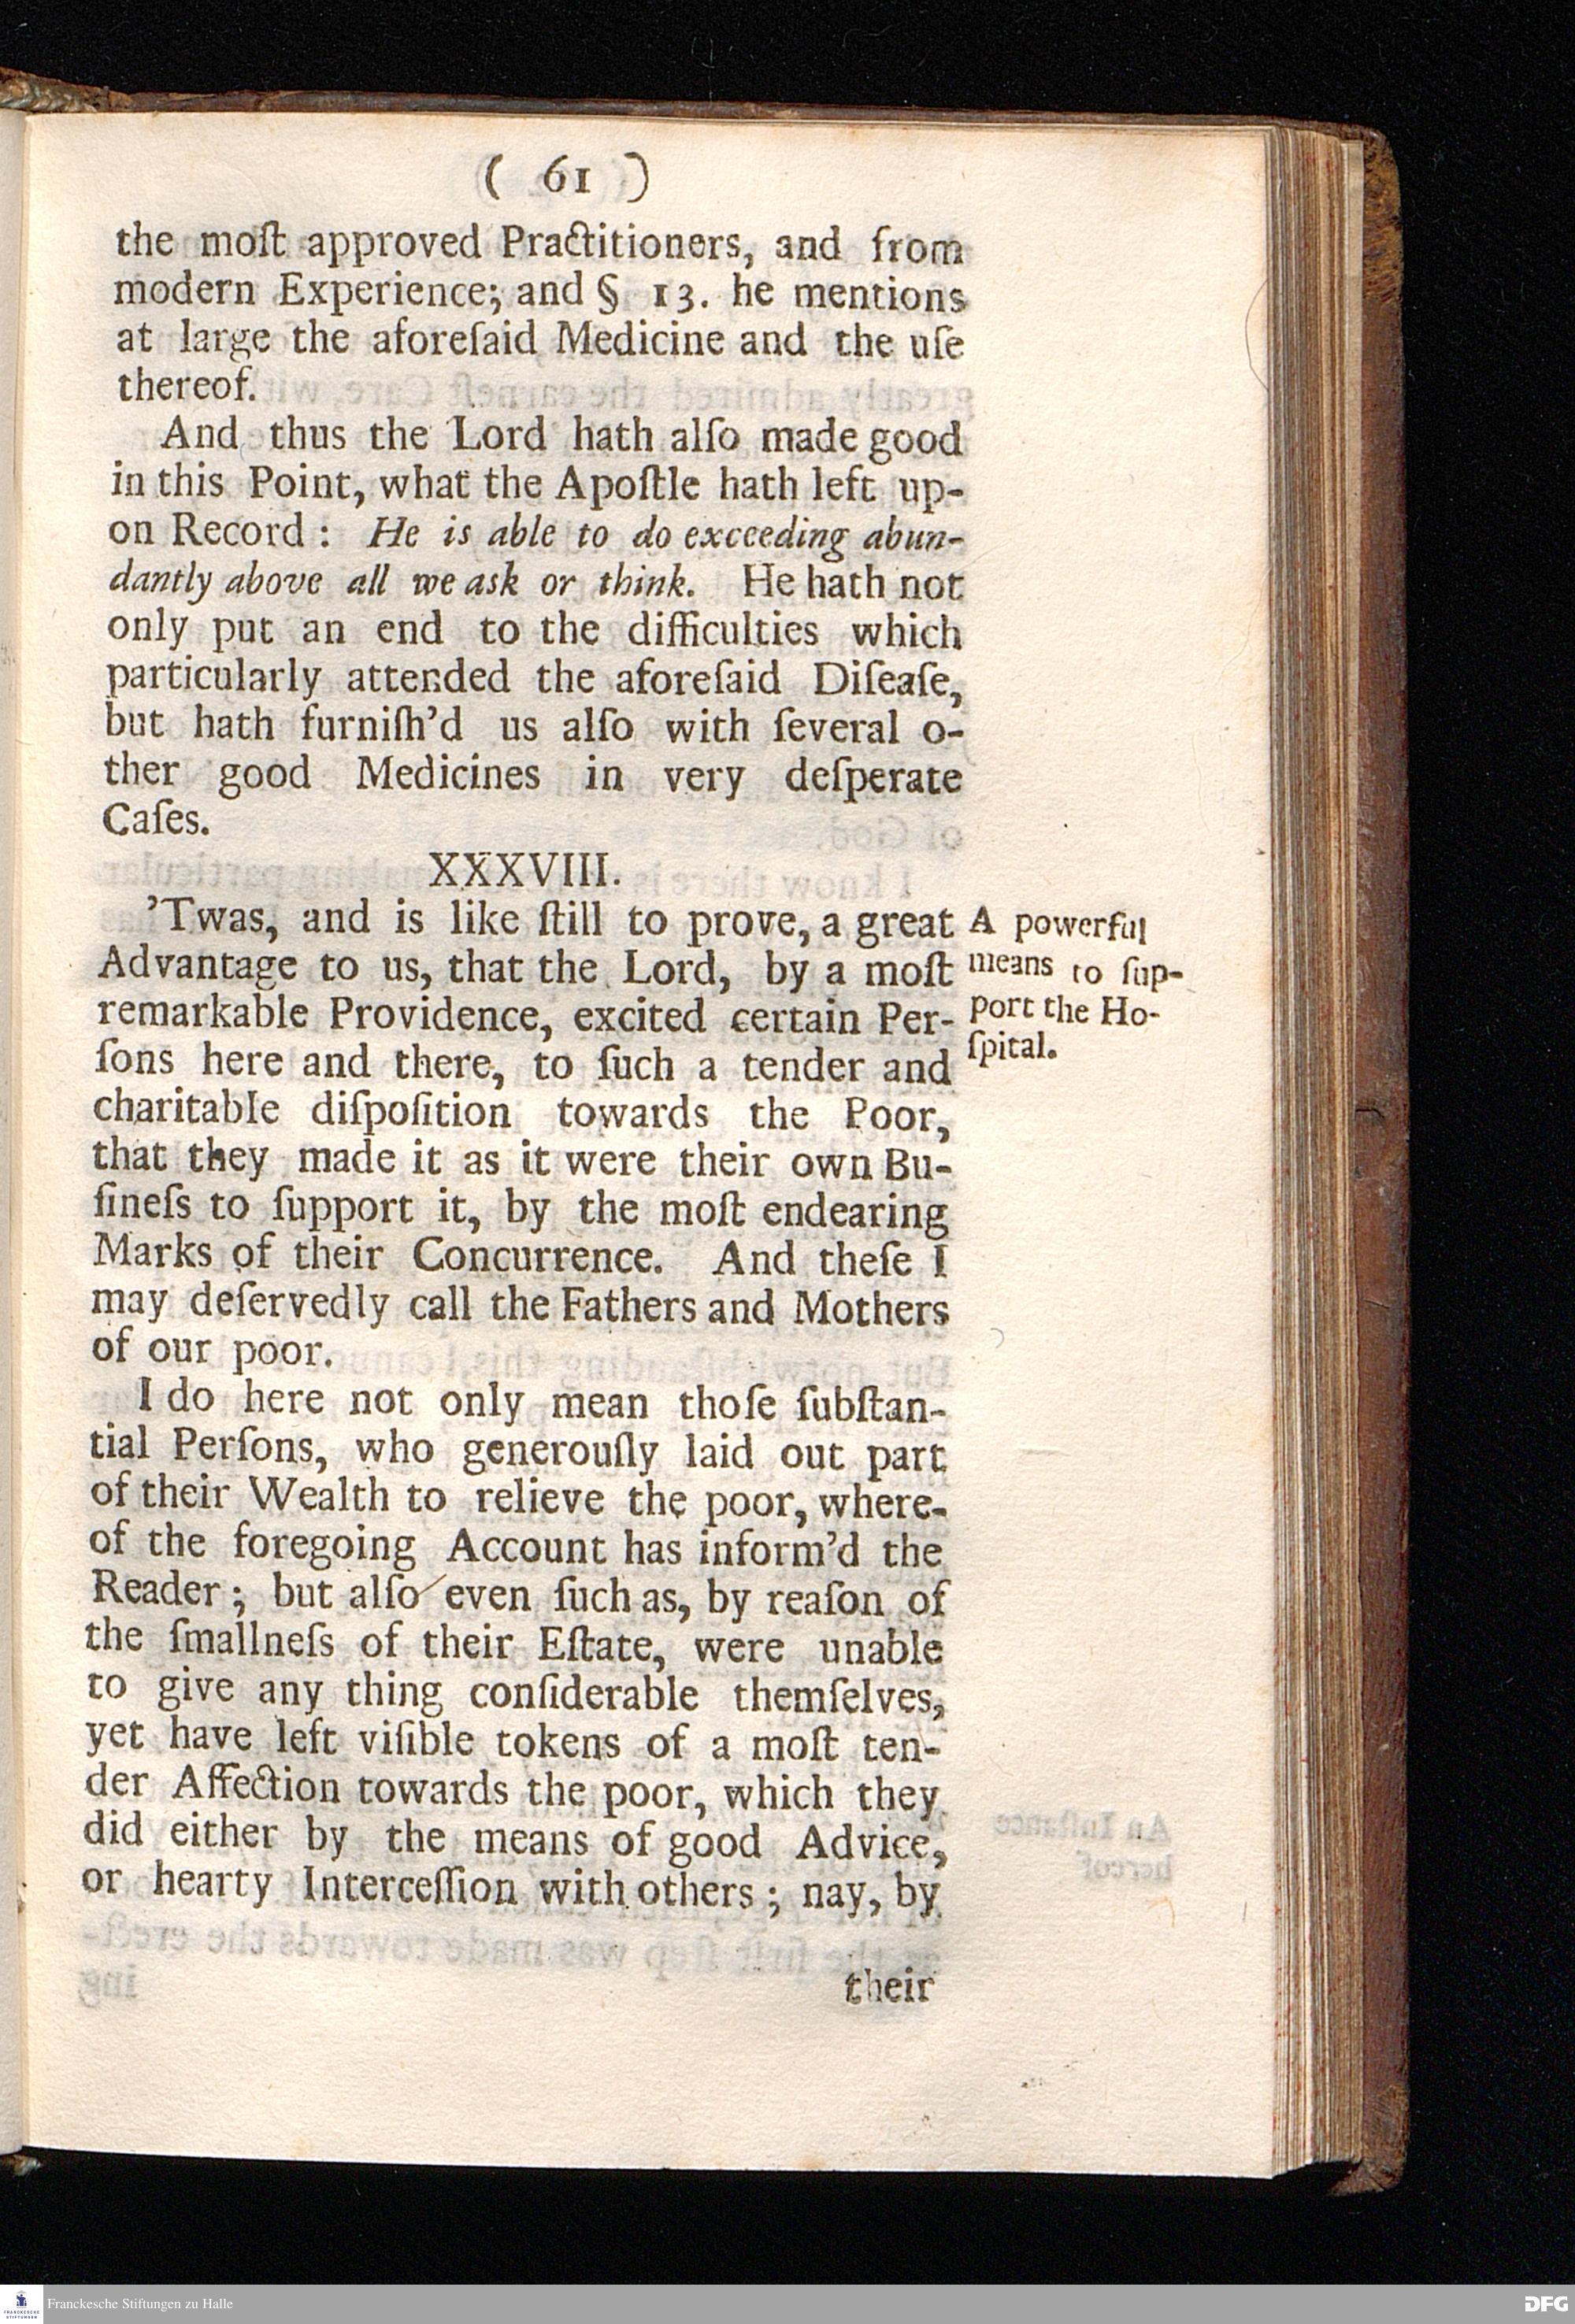 ( 61 )
the moſt approved Practitioners, and from
modern Experience; and § 13. he mentions
at large the aforeſaid Medicine and the uſe
thereof.
And thus the Lord hath alſo made good
in this Point, what the Apoſtle hath left up-
on Record : He is able to do exceeding abun-
dantly above all we ask or think. He hath not
only put an end to the difficulties which
particularly attended the aforeſaid Diſeaſe,
but hath furniſh'd us alſo with ſeveral o-
ther good Medicines in very deſperate
Caſes.
XXXVIII.
'Twas, and is like ſtill to prove, a great
Advantage to us, that the Lord, by a moſt
remarkable Providence, excited certain Per-
ſons here and there, to ſuch a tender and
charitable diſpoſition towards the Poor,
that they made it as it were their own Bu-
ſineſs to ſupport it, by the moſt endearing
Marks of their Concurrence. And theſe I
may deſervedly call the Fathers and Mothers
of our poor.
A powerful
means to ſup-
port the Ho-
ſpital.
I do here not only mean thoſe ſubſtan-
tial Perſons, who generouſly laid out part
of their Wealth to relieve the poor, where-
of the foregoing Account has inform'd the
Reader ; but alſo even ſuch as, by reaſon of
the ſmallneſs of their Eſtate, were unable
to give any thing conſiderable themſelves,
yet have left viſible tokens of a moſt ten-
der Affection towards the poor, which they
did either by the means of good Advice,
or hearty Interceſſion with others ; nay, by
their
FRANCKESCHE
STIFTUNGEN
Franckesche Stiftungen zu Halle
DFG